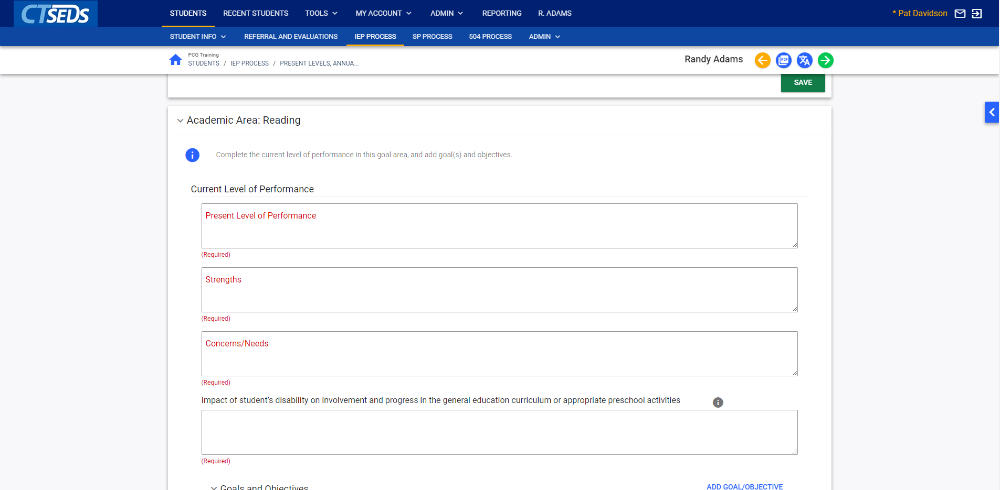 CTSEDS
STUDENTS RECENT STUDENTS TOOLS MY ACCOUNT ADMIN REPORTING R. ADAMS
* Pat Davidson
STUDENT INFO REFERRAL AND EVALUATIONS IEP PROCESS SP PROCESS 504 PROCESS ADMIN
PCG Training
STUDENTS / IEP PROCESS / PRESENT LEVELS, ANNUA...
Randy Adams
PDF
SAVE
Academic Area: Reading
Complete the current level of performance in this goal area, and add goal(s) and objectives.
Current Level of Performance
Present Level of Performance
(Required)
Strengths
(Required)
Concerns/Needs
(Required)
Impact of student's disability on involvement and progress in the general education curriculum or appropriate preschool activities
(Required)
Goals and Objectives
ADD GOAL/OBJECTIVE